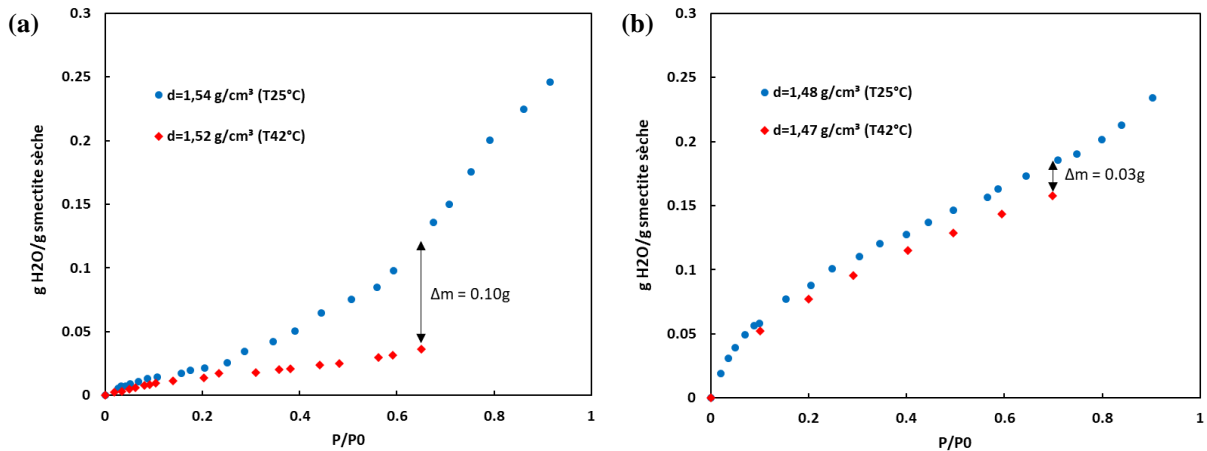 (a)
0.3
0.25
0.2
0.15
0.1
0.05
0
g H2O/g smectite sèche
d=1,54 g/cm³ (T25°C)
d=1,52 g/cm³ (T42°C)
Δm = 0.10g
0 0.2 0.4 0.6 0.8 1
P/P0
(b)
0.3
0.25
0.2
0.15
0.1
0.05
0
g H2O/g smectite sèche
d=1,48 g/cm³ (T25°C)
d=1,47 g/cm³ (T42°C)
Δm = 0.03g
0 0.2 0.4 0.6 0.8 1
P/P0